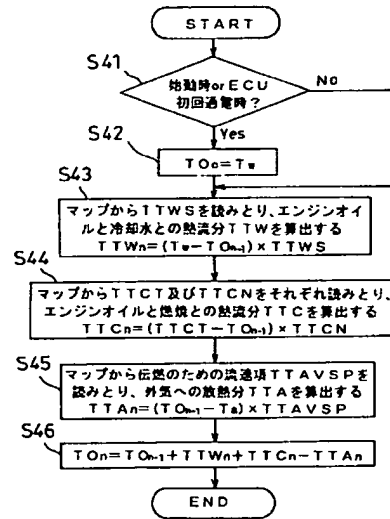 START
S41
始動時orECU
初回通電時？
No
Yes
S42
TO₀=Tw
S43
マップからTTWSを読みとり、エンジンオイ
ルと冷却水との熱流分TTWを算出する
TTWn=(Tw−TOn-1)×TTWS
S44
マップからTTCT及びTTCNをそれぞれ読みとり、
エンジンオイルと燃焼との熱流分TTCを算出する
TTCn=(TTCT−TOn-1)×TTCN
S45
マップから伝燃のための流速項TTAVSP を
読みとり、外気への放熱分TTAを算出する
TTAn=(TOn-1−Ta)×TTAVSP
S46
TOn=TOn-1+TTWn+TTCn−TTAn
END